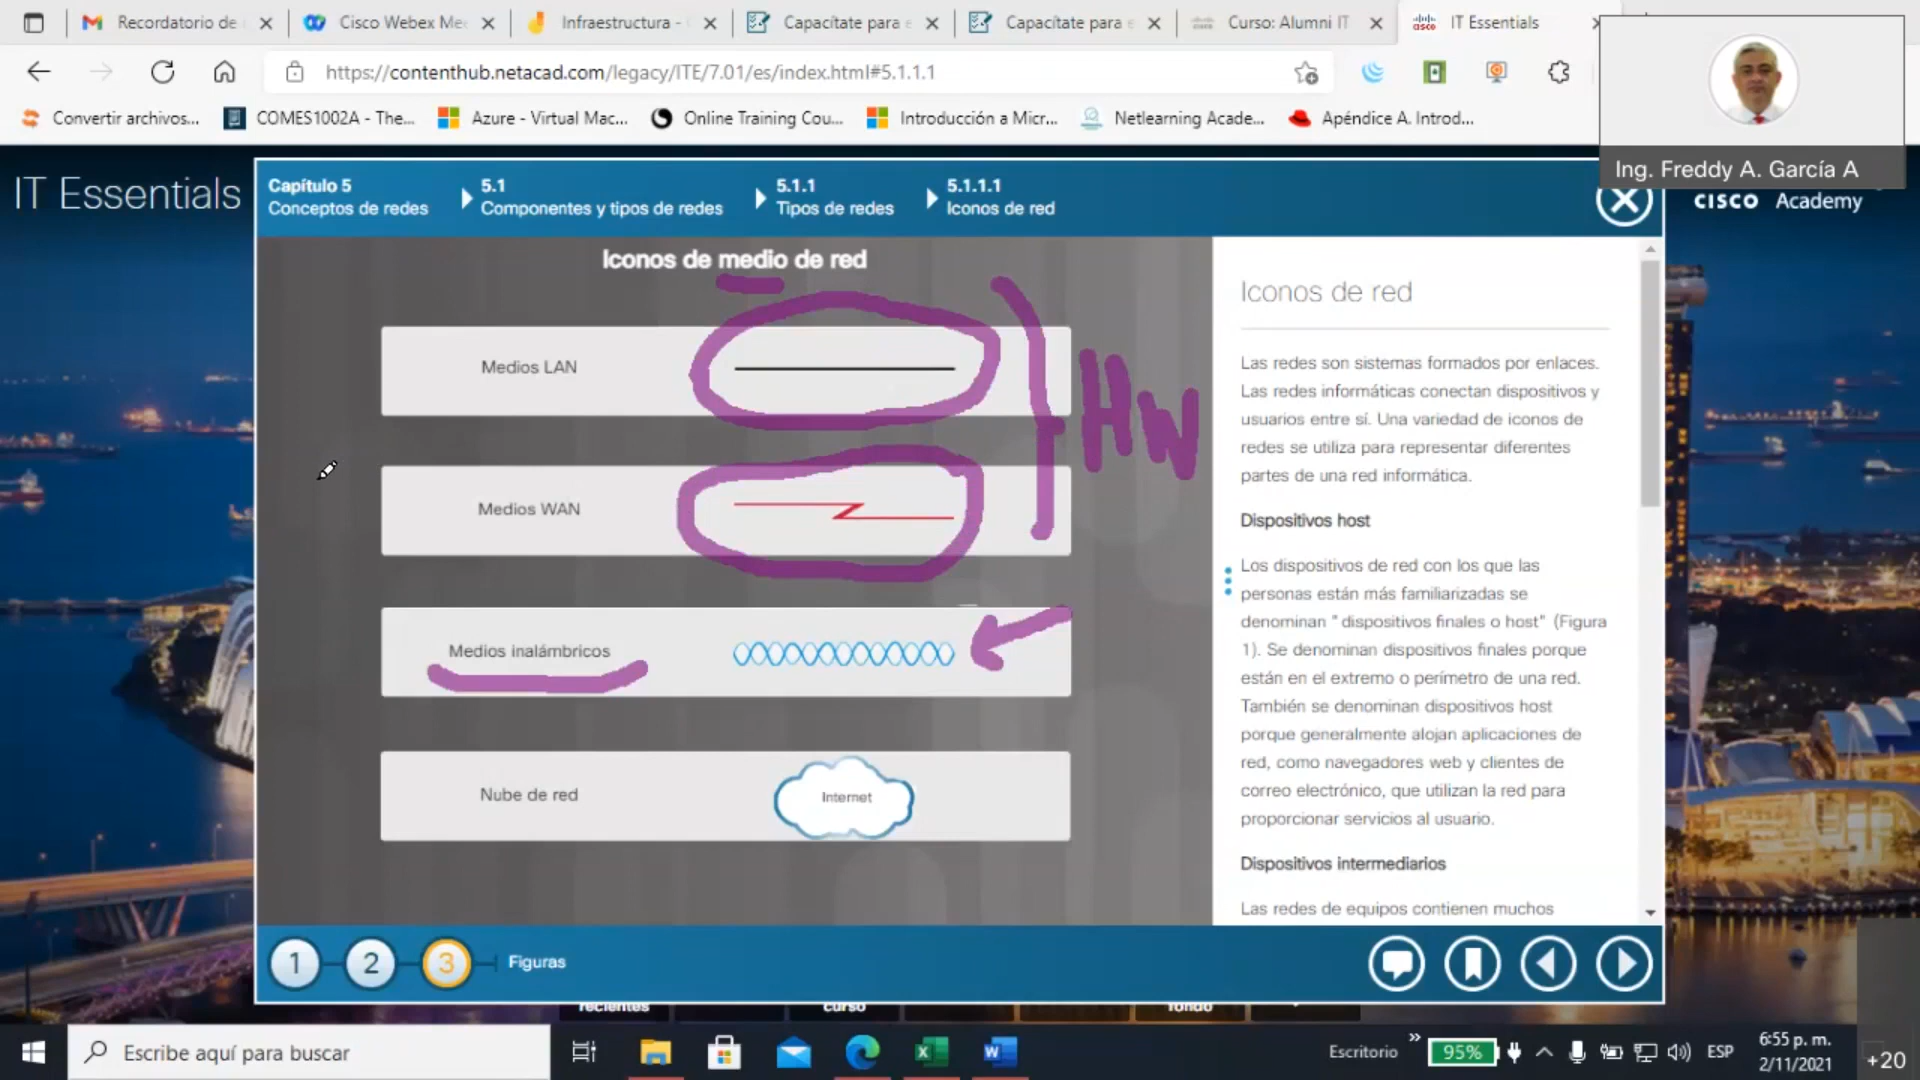 Recordatorio de
Cisco Webex Me
Infraestructura -
Capacítate para e
Capacítate para e
Curso: Alumni IT
IT Essentials
https://contenthub.netacad.com/legacy/ITE/7.01/es/index.html#5.1.1.1
Convertir archivos...
COMES1002A - The...
Azure - Virtual Mac...
Online Training Cou...
Introducción a Micr...
Netlearning Acade...
Apéndice A. Introd...
Ing. Freddy A. García A
IT Essentials
Capítulo 5
Conceptos de redes
5.1
Componentes y tipos de redes
5.1.1
Tipos de redes
5.1.1.1
Iconos de red
CISCO Academy
Iconos de medio de red
Medios LAN
Medios WAN
HW
Medios inalámbricos
Nube de red
Internet
Iconos de red
Las redes son sistemas formados por enlaces.
Las redes informáticas conectan dispositivos y
usuarios entre sí. Una variedad de iconos de
redes se utiliza para representar diferentes
partes de una red informática.
Dispositivos host
Los dispositivos de red con los que las
personas están más familiarizadas se
denominan " dispositivos finales o host" (Figura
1). Se denominan dispositivos finales porque
están en el extremo o perímetro de una red.
También se denominan dispositivos host
porque generalmente alojan aplicaciones de
red, como navegadores web y clientes de
correo electrónico, que utilizan la red para
proporcionar servicios al usuario.
Dispositivos intermediarios
Las redes de equipos contienen muchos
1
2
3
Figuras
recientes
curso
fondo
Escribe aquí para buscar
Escritorio
95%
ESP
6:55 p. m.
2/11/2021
+20